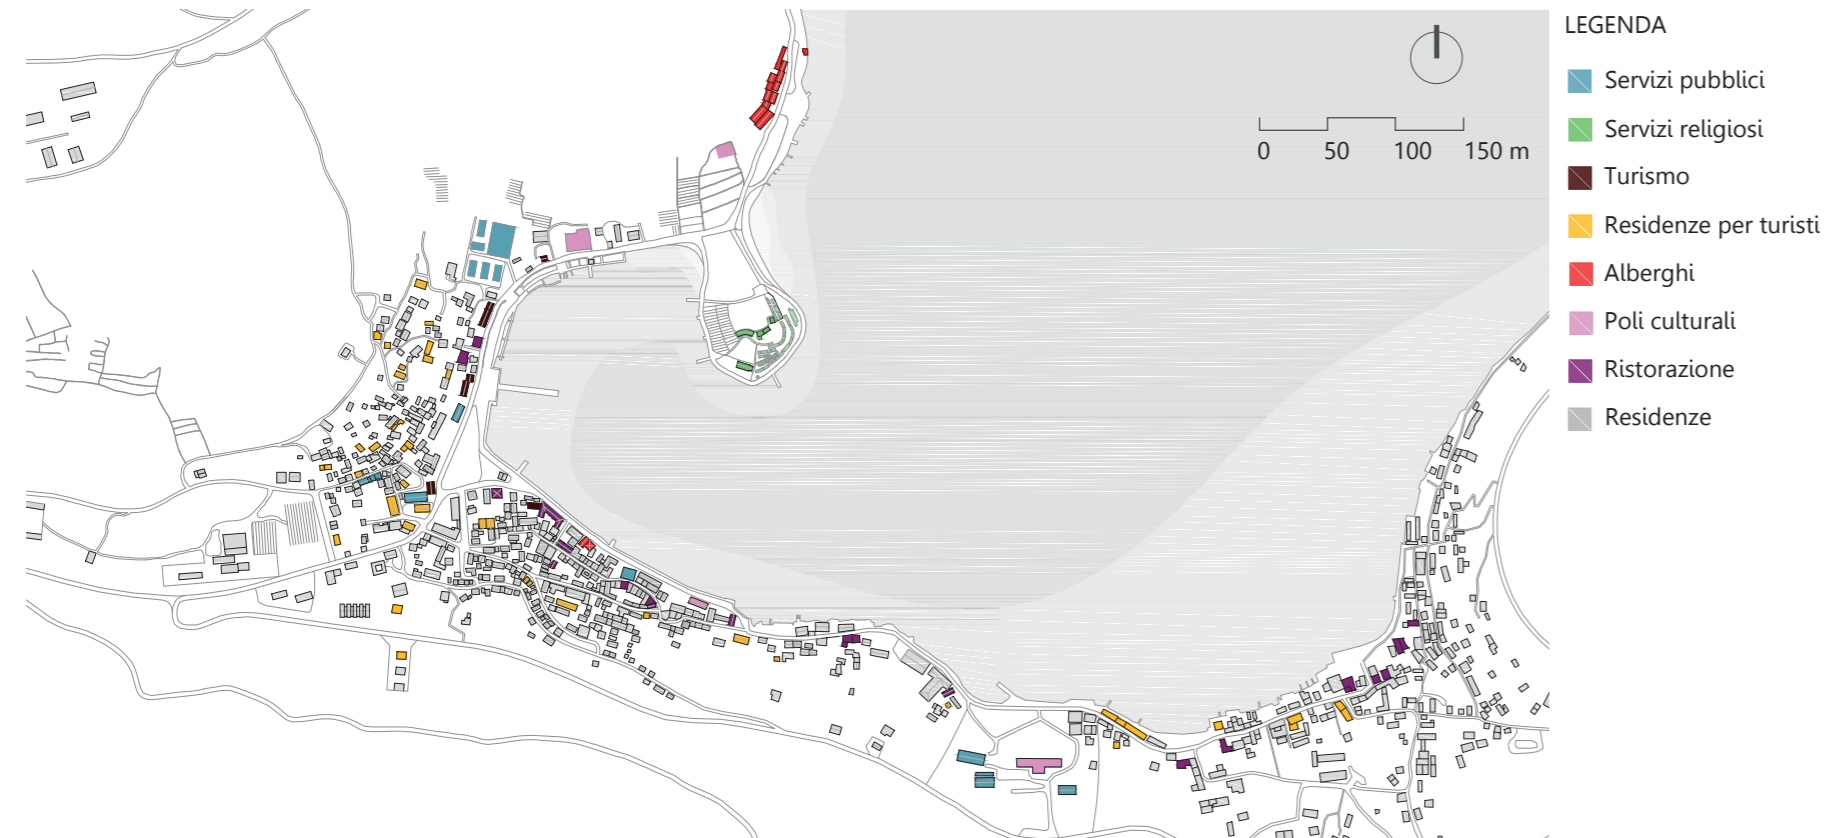 LEGENDA
Servizi pubblici
Servizi religiosi
Turismo
Residenze per turisti
Alberghi
Poli culturali
Ristorazione
Residenze
0 50 100 150 m